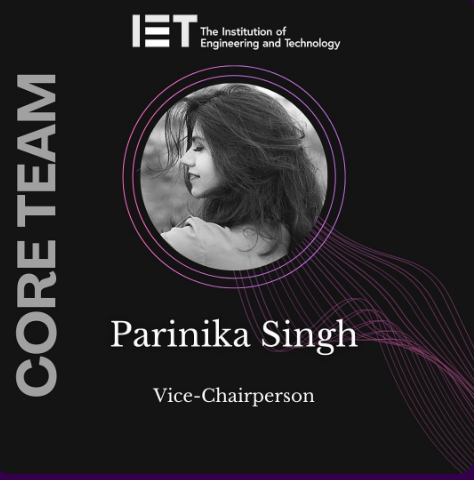 IET
The Institution of
Engineering and Technology
CORE TEAM
Parinika Singh
Vice-Chairperson